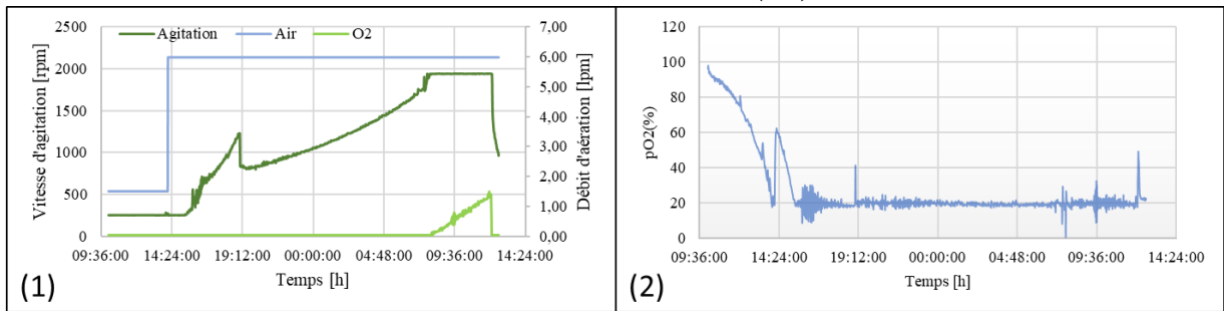 Agitation Air O2
2500
2000
1500
1000
500
0
Vitesse d'agitation [rpm]
7,00
6,00
5,00
4,00
3,00
2,00
1,00
0,00
Débit d'aération [lpm]
09:36:00 14:24:00 19:12:00 00:00:00 04:48:00 09:36:00 14:24:00
Temps [h]
(1)
120
100
80
60
40
20
0
pO2(%)
09:36:00 14:24:00 19:12:00 00:00:00 04:48:00 09:36:00 14:24:00
Temps [h]
(2)